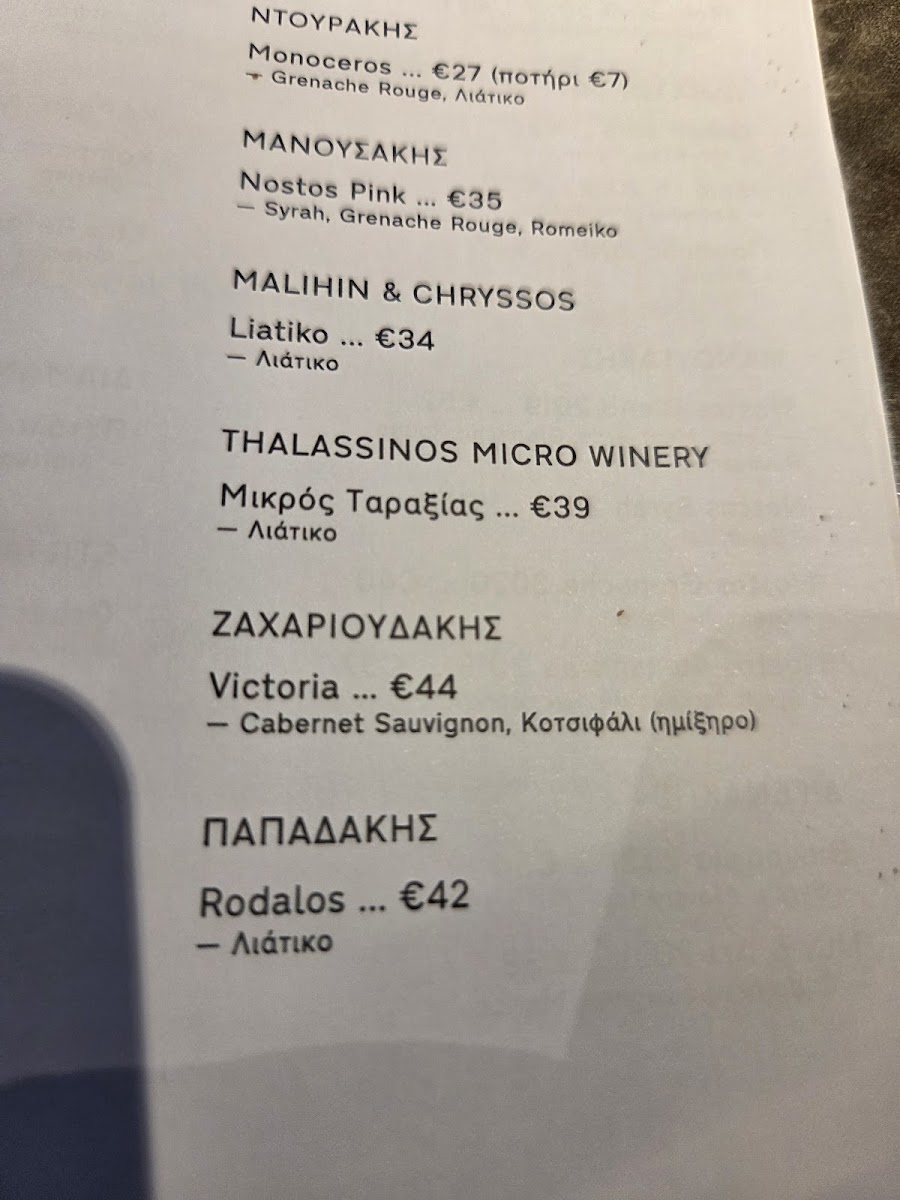 ΝΤΟΥΡΑΚΗΣ
Monoceros ... €27 (ποτήρι €7)
— Grenache Rouge, Λιάτικο
ΜΑΝΟΥΣΑΚΗΣ
Nostos Pink ... €35
— Syrah, Grenache Rouge, Romeiko
MALIHIN & CHRYSSOS
Liatiko ... €34
— Λιάτικο
THALASSINOS MICRO WINERY
Μικρός Ταραξίας ... €39
— Λιάτικο
ΖΑΧΑΡΙΟΥΔΑΚΗΣ
Victoria ... €44
— Cabernet Sauvignon, Κοτσιφάλι (ημίξηρο)
ΠΑΠΑΔΑΚΗΣ
Rodalos ... €42
— Λιάτικο